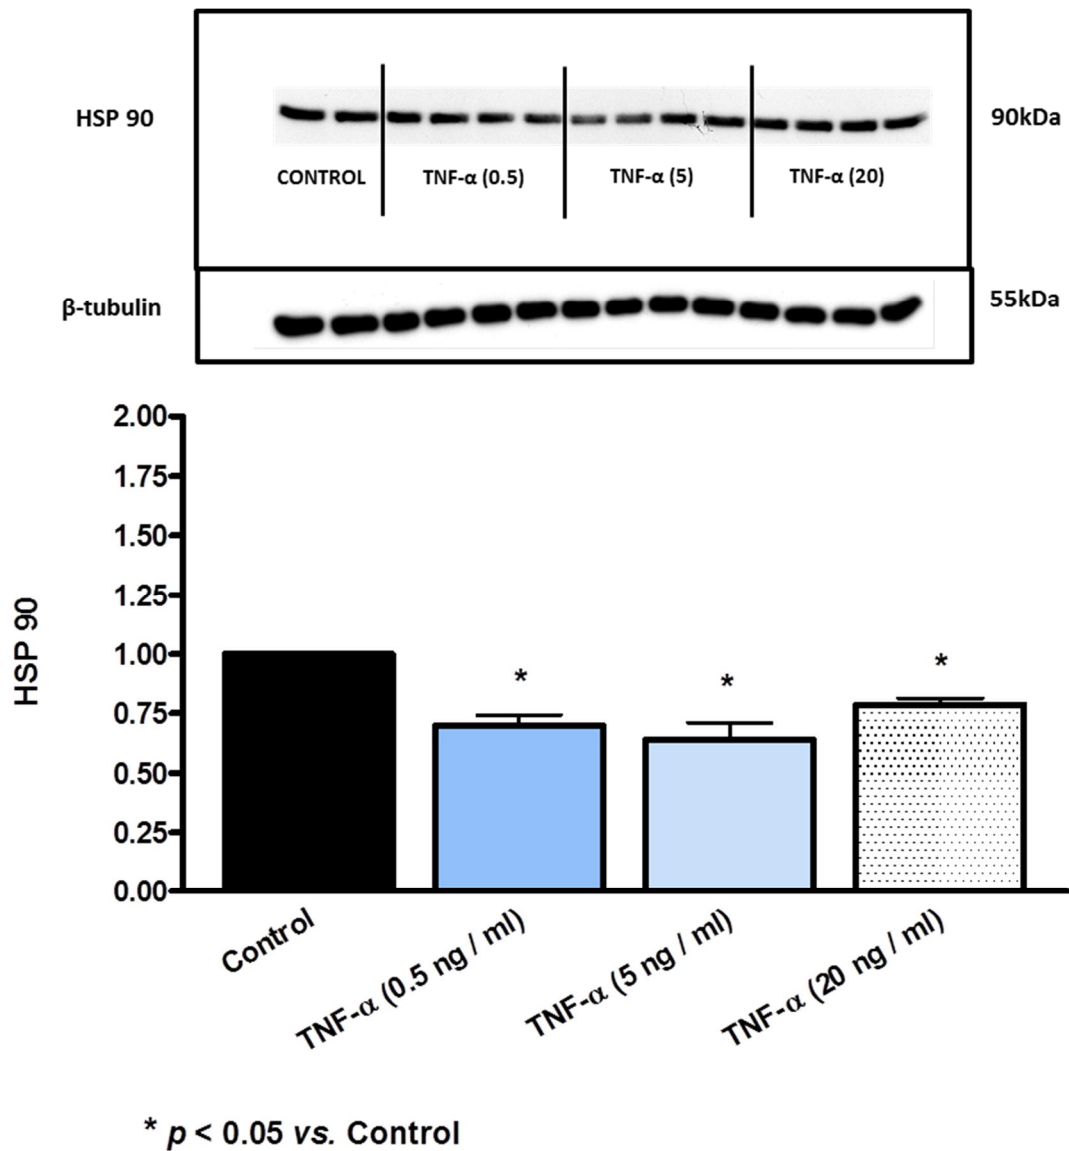 HSP 90
90kDa
CONTROL
TNF-α (0.5)
TNF-α (5)
TNF-α (20)
β-tubulin
55kDa
HSP 90
2.00
1.75
1.50
1.25
1.00
0.75
0.50
0.25
0.00
*
*
*
Control
TNF-α (0.5 ng / ml)
TNF-α (5 ng / ml)
TNF-α (20 ng / ml)
* p < 0.05 vs. Control